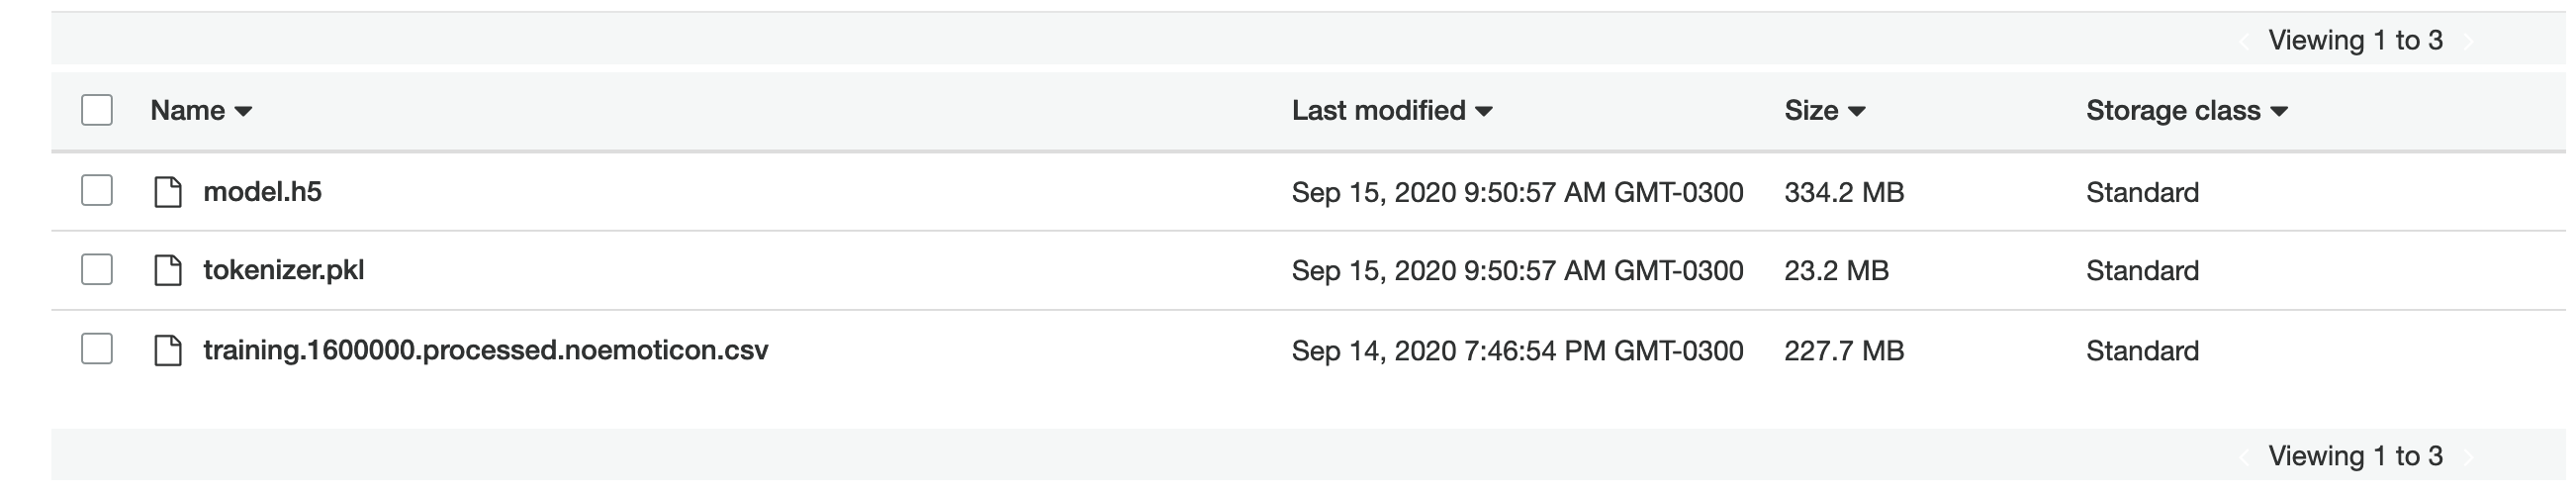 Viewing 1 to 3
Name Last modified Size Storage class
model.h5 Sep 15, 2020 9:50:57 AM GMT-0300 334.2 MB Standard
tokenizer.pkl Sep 15, 2020 9:50:57 AM GMT-0300 23.2 MB Standard
training.1600000.processed.noemoticon.csv Sep 14, 2020 7:46:54 PM GMT-0300 227.7 MB Standard
Viewing 1 to 3